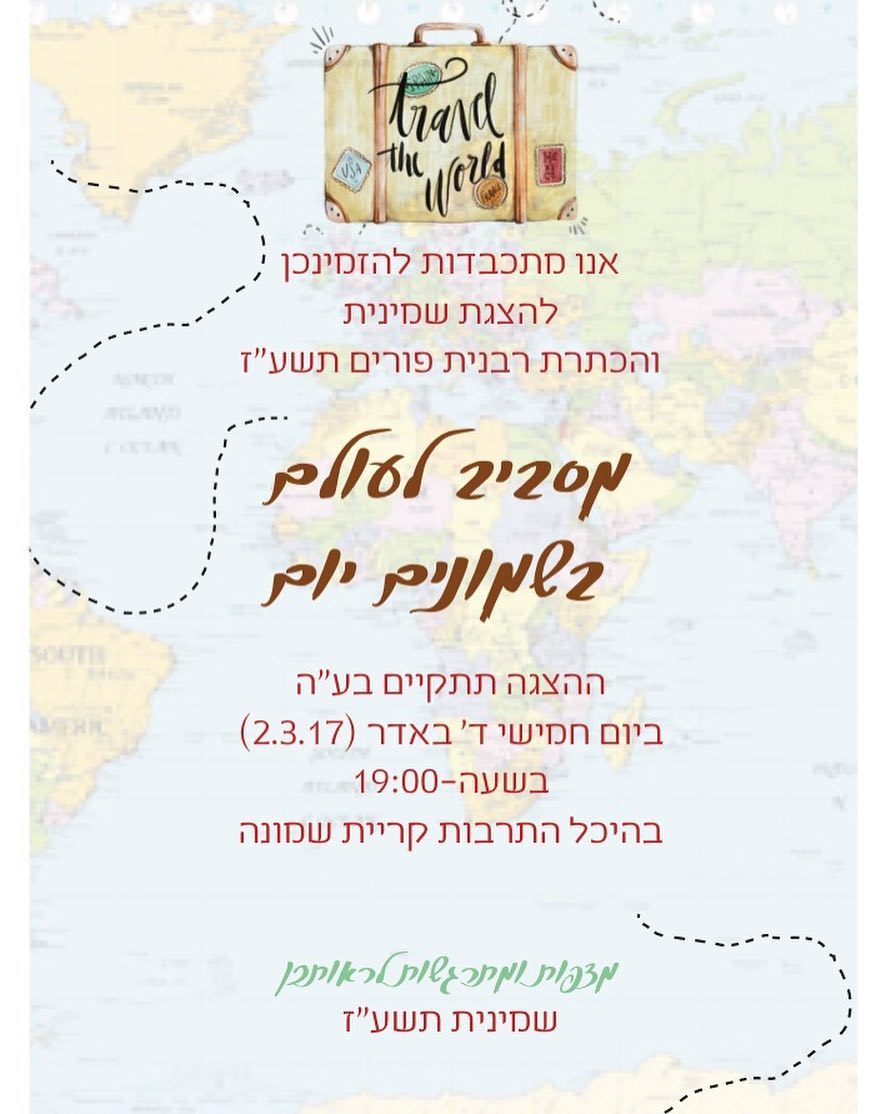 travel
the
world
USA
אנו מתכבדות להזמינכן
להצגת שמינית
והכתרת רבנית פורים תשע"ז
מסביב לעולם
בשמונים יום
ההצגה תתקיים בע"ה
ביום חמישי ד' באדר (2.3.17)
בשעה-19:00
בהיכל התרבות קריית שמונה
מצפות ומתרגשות לראותכן
שמינית תשע"ז